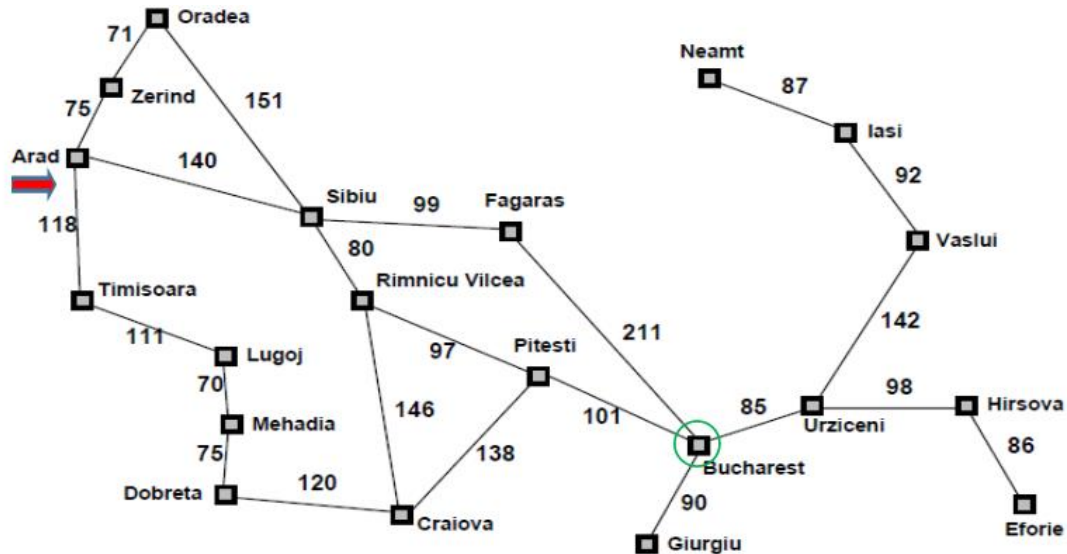 Oradea
71
Neamt
Zerind
87
75
151
Iasi
Arad
140
92
Sibiu
99
Fagaras
118
80
Vaslui
Rimnicu Vilcea
Timisoara
142
111
211
Lugoj
97
Pitesti
70
98
Hirsova
146
101
85
Urziceni
Mehadia
138
86
75
Bucharest
Dobreta
120
90
Eforie
Craiova
Giurgiu